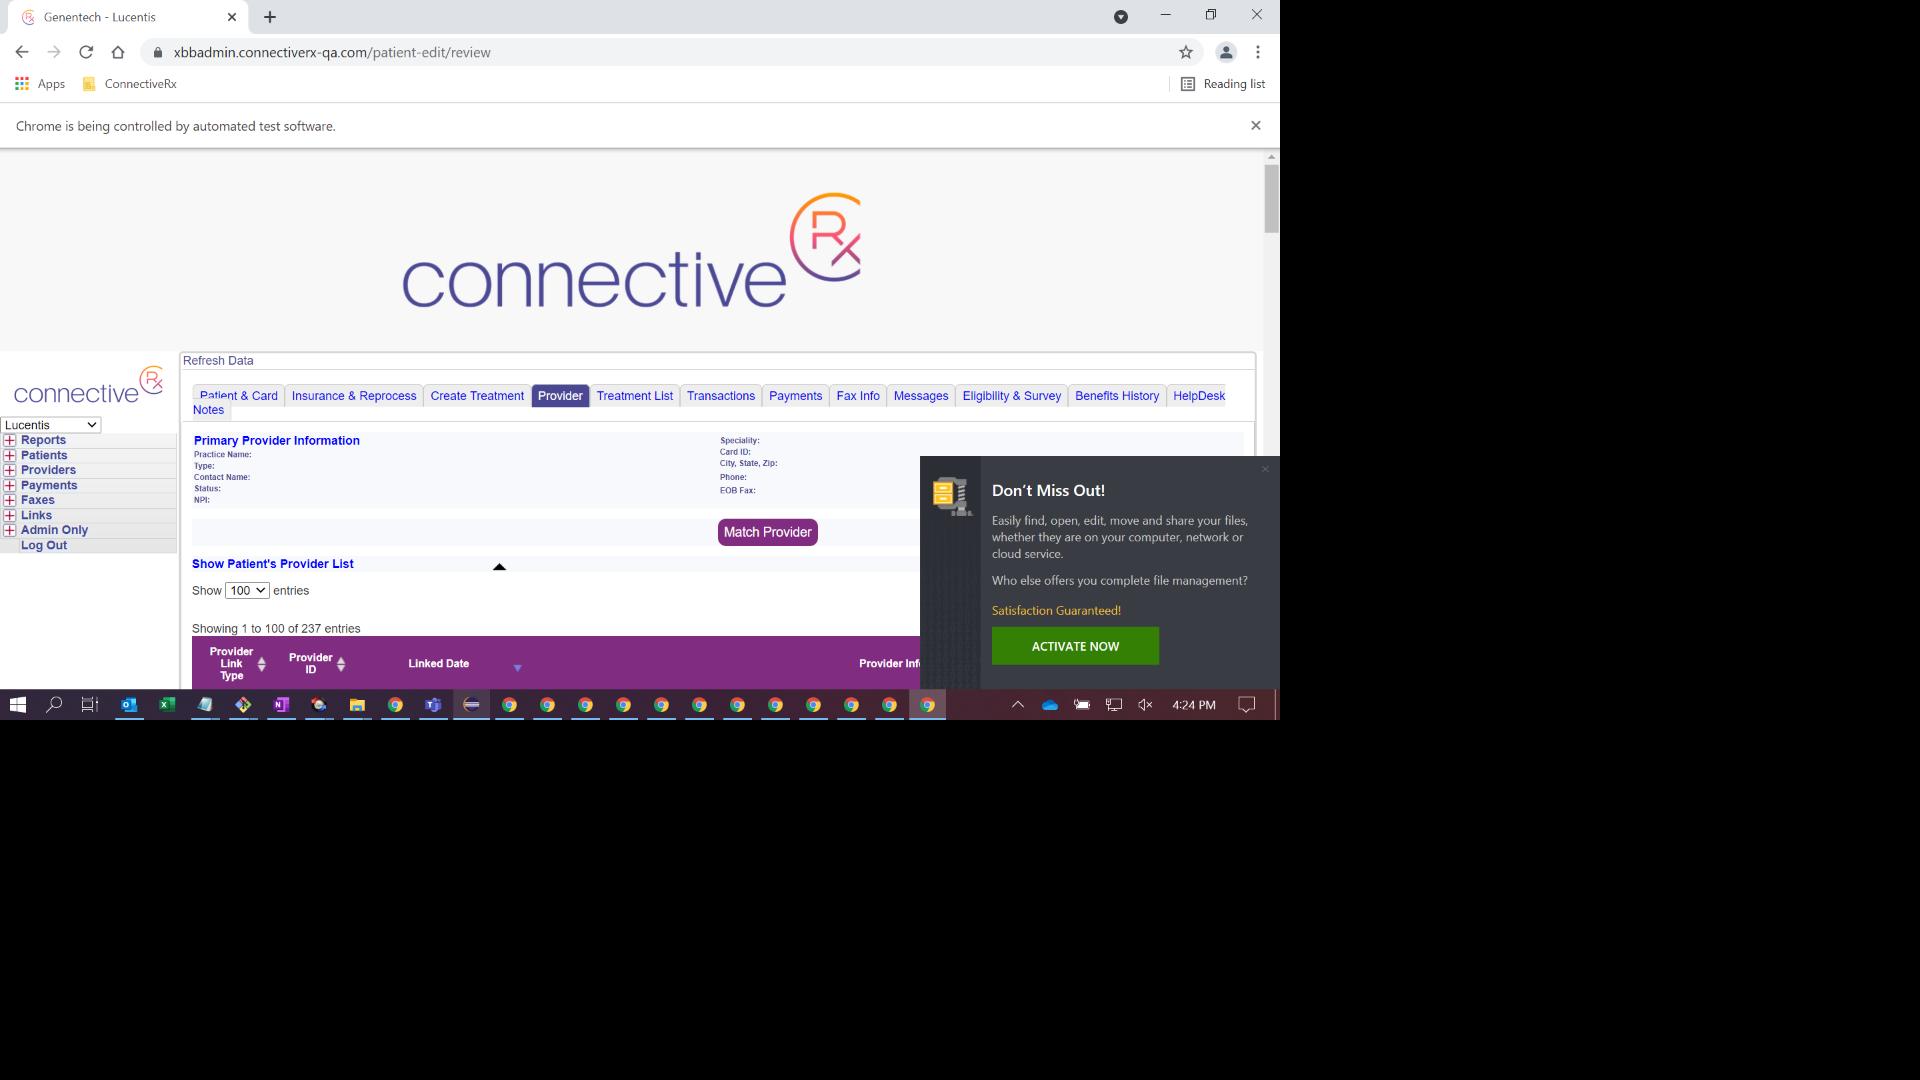 Genentech - Lucentis
xbbadmin.connectiverx-qa.com/patient-edit/review
Apps ConnectiveRx Reading list
Chrome is being controlled by automated test software.
connective Rx
connective Rx
Lucentis
Reports
Patients
Providers
Payments
Faxes
Links
Admin Only
Log Out
Refresh Data
Patient & Card Insurance & Reprocess Create Treatment Provider Treatment List Transactions Payments Fax Info Messages Eligibility & Survey Benefits History HelpDesk
Notes
Primary Provider Information
Practice Name:
Type:
Contact Name:
Status:
NPI:
Speciality:
Card ID:
City, State, Zip:
Phone:
EOB Fax:
Match Provider
Show Patient's Provider List
Show 100 entries
Showing 1 to 100 of 237 entries
Provider
Link
Type
Provider
ID
Linked Date
Provider
Don't Miss Out!
Easily find, open, edit, move and share your files,
whether they are on your computer, network or
cloud service.
Who else offers you complete file management?
Satisfaction Guaranteed!
ACTIVATE NOW
4:24 PM